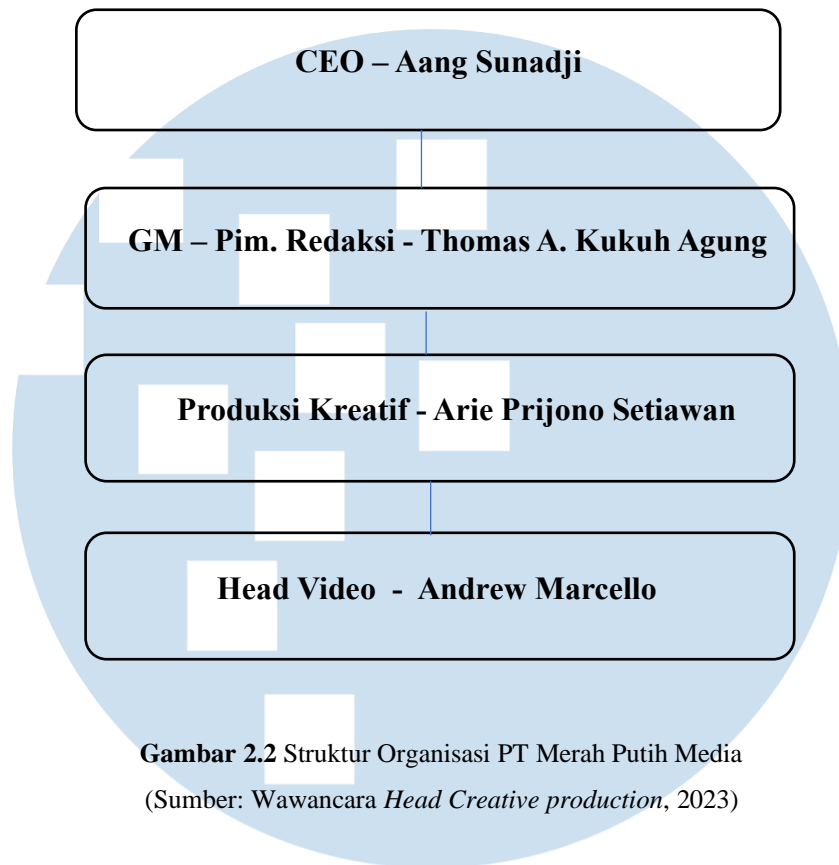 CEO – Aang Sunadji
GM – Pim. Redaksi - Thomas A. Kukuh Agung
Produksi Kreatif - Arie Prijono Setiawan
Head Video - Andrew Marcello
Gambar 2.2 Struktur Organisasi PT Merah Putih Media
(Sumber: Wawancara Head Creative production, 2023)